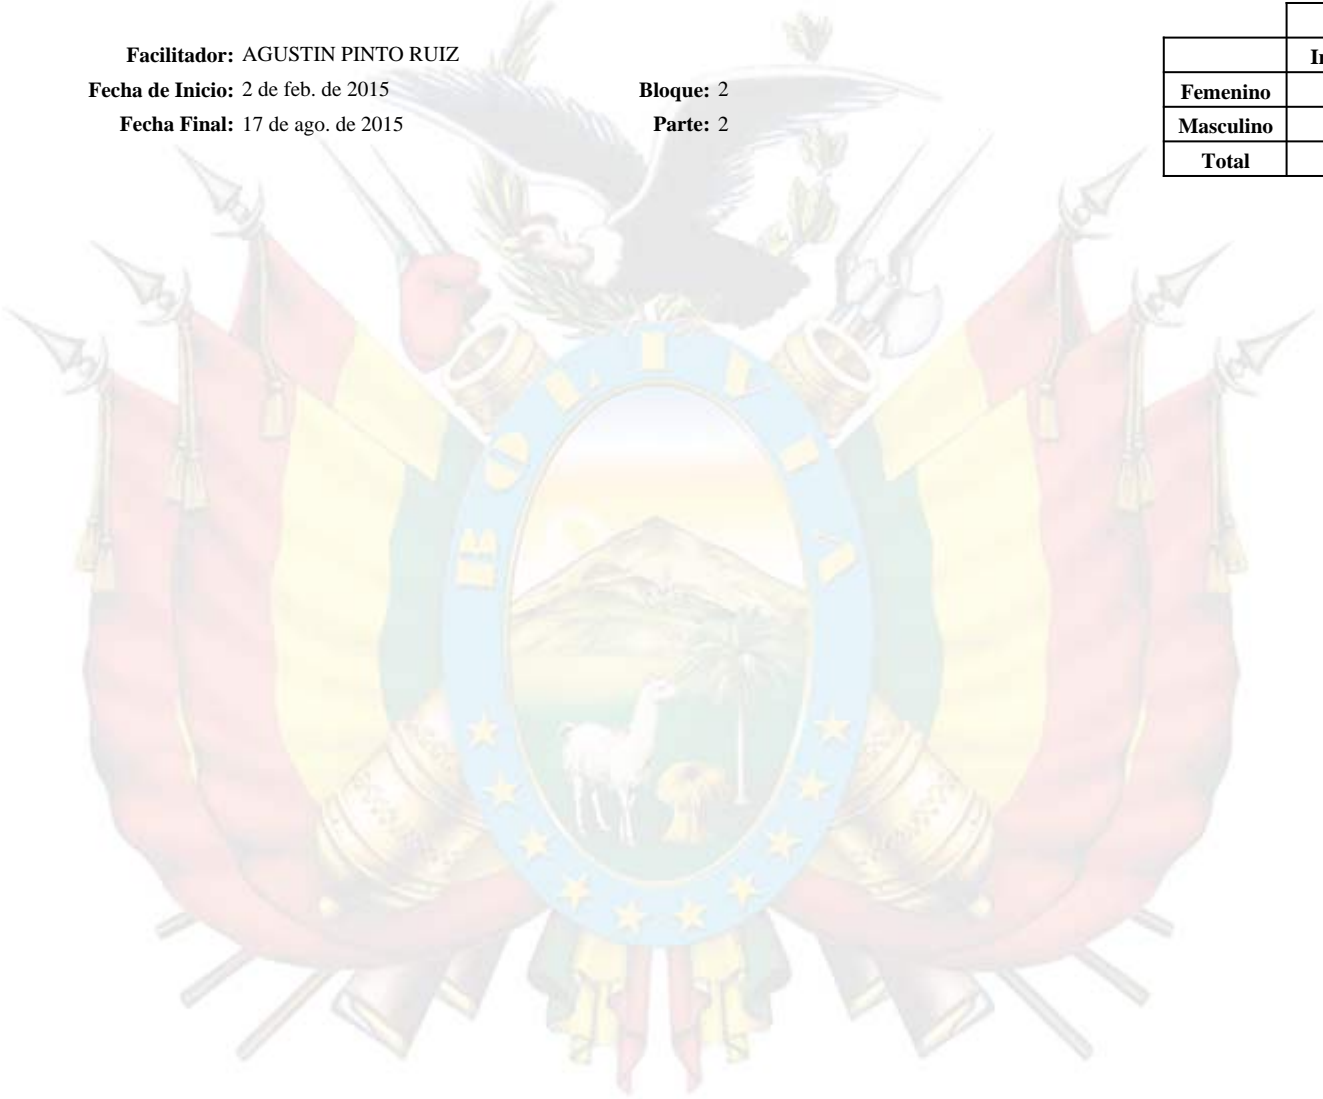 Facilitador: AGUSTIN PINTO RUIZ
Fecha de Inicio: 2 de feb. de 2015 Bloque: 2
Fecha Final: 17 de ago. de 2015 Parte: 2
Femenino
Masculino
Total
BOLIVIA